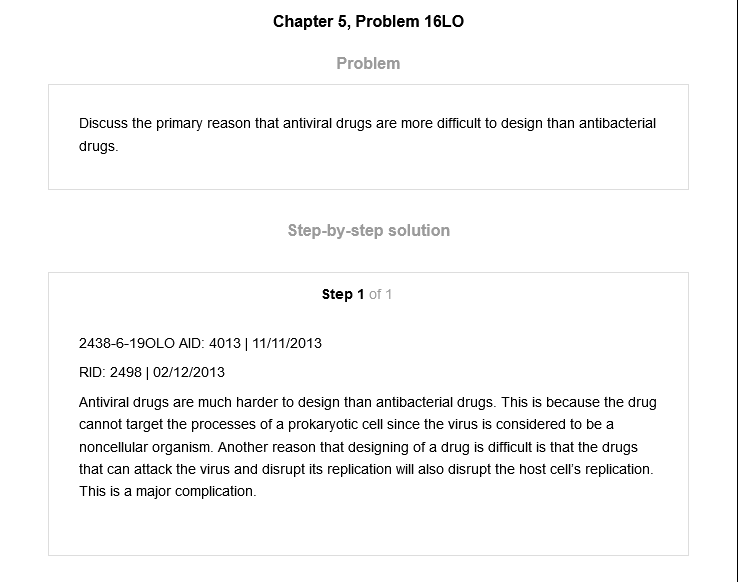 Chapter 5, Problem 16LO
Problem
Discuss the primary reason that antiviral drugs are more difficult to design than antibacterial
drugs.
Step-by-step solution
Step 1 of 1
2438-6-19OLO AID: 4013 | 11/11/2013
RID: 2498 | 02/12/2013
Antiviral drugs are much harder to design than antibacterial drugs. This is because the drug
cannot target the processes of a prokaryotic cell since the virus is considered to be a
noncellular organism. Another reason that designing of a drug is difficult is that the drugs
that can attack the virus and disrupt its replication will also disrupt the host cell’s replication.
This is a major complication.